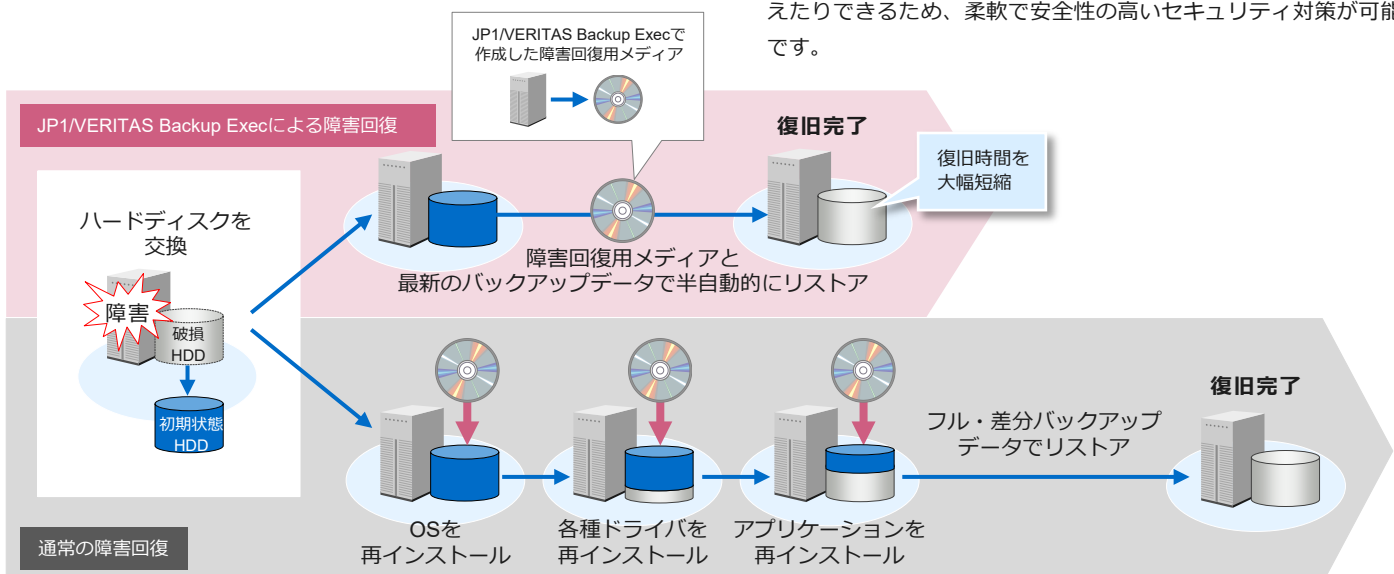 えたりできるため、柔軟で安全性の高いセキュリティ対策が可能
です。
JP1/VERITAS Backup Execで
作成した障害回復用メディア
JP1/VERITAS Backup Execによる障害回復
復旧完了
復旧時間を
大幅短縮
ハードディスクを
交換
障害
破損
HDD
初期状態
HDD
障害回復用メディアと
最新のバックアップデータで半自動的にリストア
復旧完了
フル・差分バックアップ
データでリストア
OSを
再インストール
各種ドライバを
再インストール
アプリケーションを
再インストール
通常の障害回復